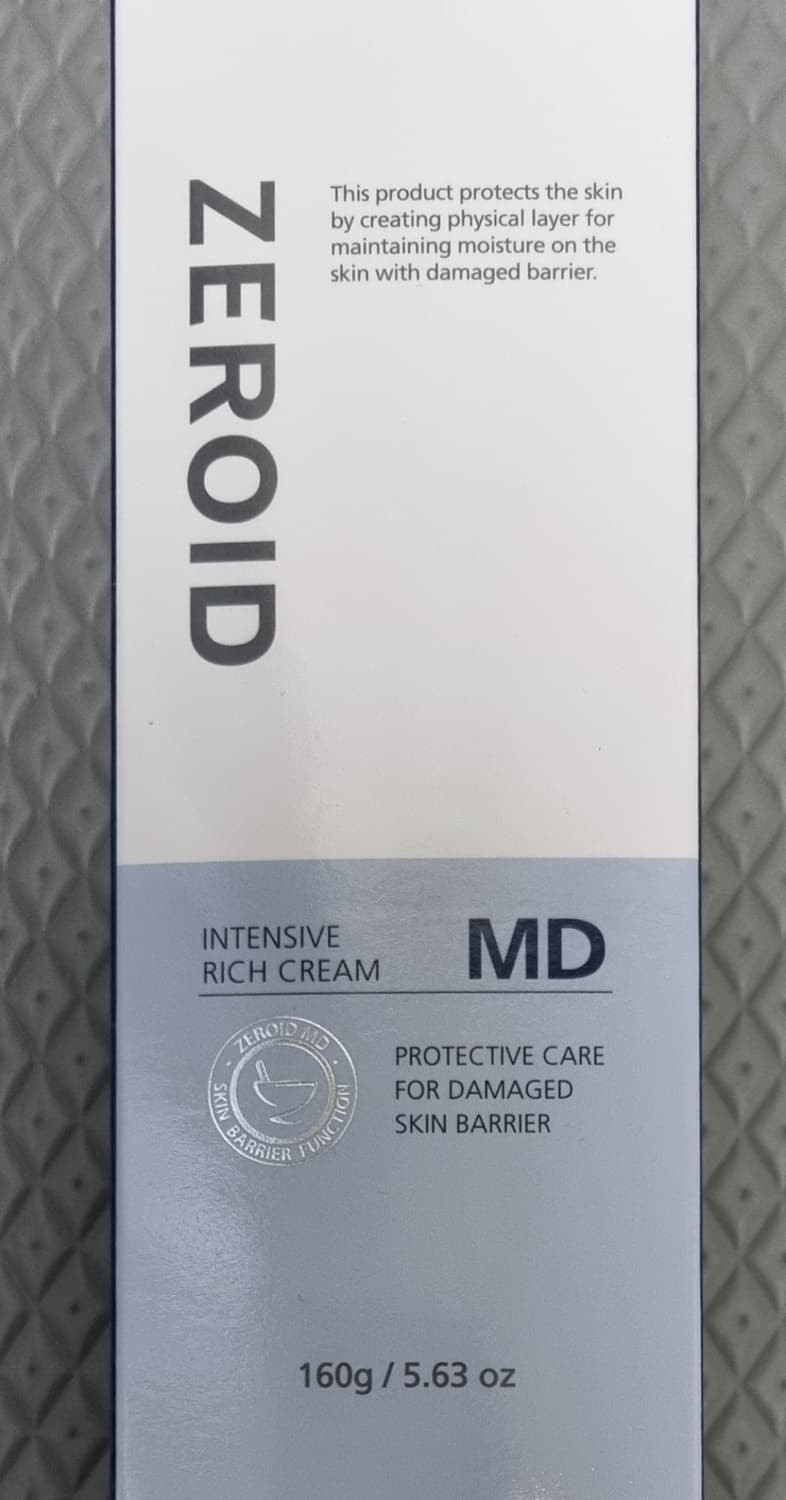 ZEROID
This product protects the skin
by creating physical layer for
maintaining moisture on the
skin with damaged barrier.
INTENSIVE
RICH CREAM
MD
ZEROID MD
SKIN BARRIER FUNCTION
PROTECTIVE CARE
FOR DAMAGED
SKIN BARRIER
160g / 5.63 oz